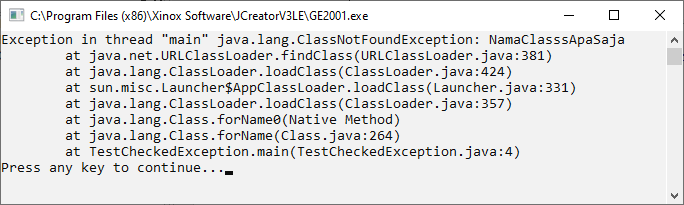 C:\Program Files (x86)\Xinox Software\JCreatorV3LE\GE2001.exe
Exception in thread "main" java.lang.ClassNotFoundException: NamaClasssApaSaja
        at java.net.URLClassLoader.findClass(URLClassLoader.java:381)
        at java.lang.ClassLoader.loadClass(ClassLoader.java:424)
        at sun.misc.Launcher$AppClassLoader.loadClass(Launcher.java:331)
        at java.lang.ClassLoader.loadClass(ClassLoader.java:357)
        at java.lang.Class.forName0(Native Method)
        at java.lang.Class.forName(Class.java:264)
        at TestCheckedException.main(TestCheckedException.java:4)
Press any key to continue...